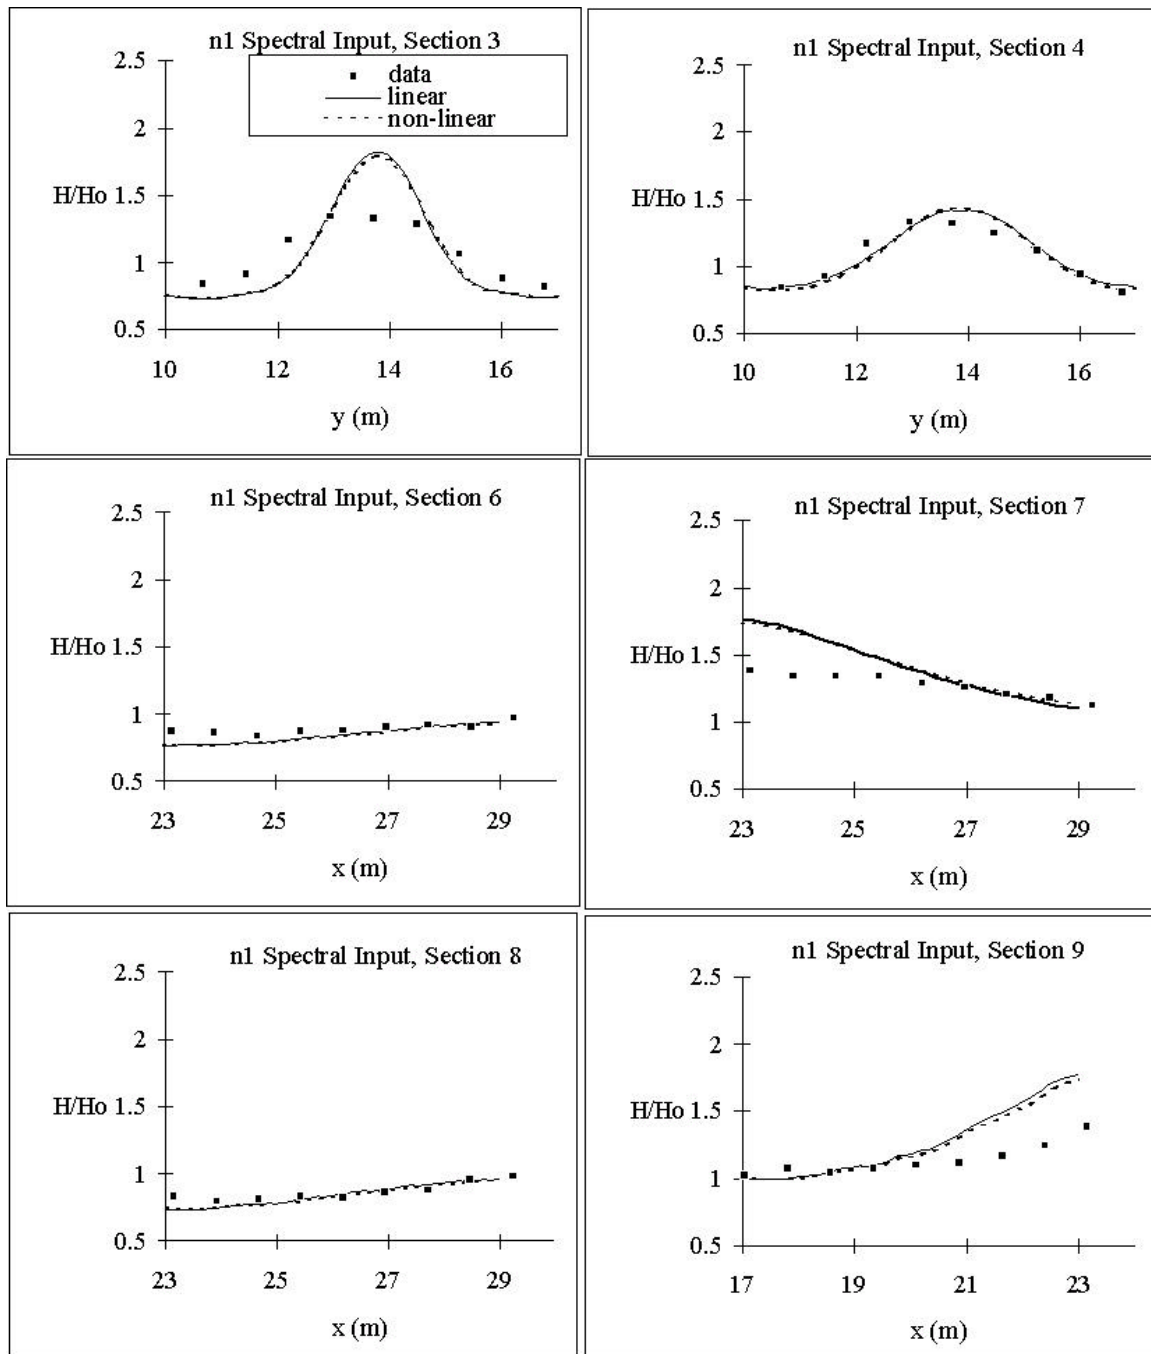 n1 Spectral Input, Section 3
data
linear
non-linear
2.5
2
H/Ho 1.5
1
0.5
10 12 14 16
y (m)
n1 Spectral Input, Section 4
2.5
2
H/Ho 1.5
1
0.5
10 12 14 16
y (m)
n1 Spectral Input, Section 6
2.5
2
H/Ho 1.5
1
0.5
23 25 27 29
x (m)
n1 Spectral Input, Section 7
2.5
2
H/Ho 1.5
1
0.5
23 25 27 29
x (m)
n1 Spectral Input, Section 8
2.5
2
H/Ho 1.5
1
0.5
23 25 27 29
x (m)
n1 Spectral Input, Section 9
2.5
2
H/Ho 1.5
1
0.5
17 19 21 23
x (m)